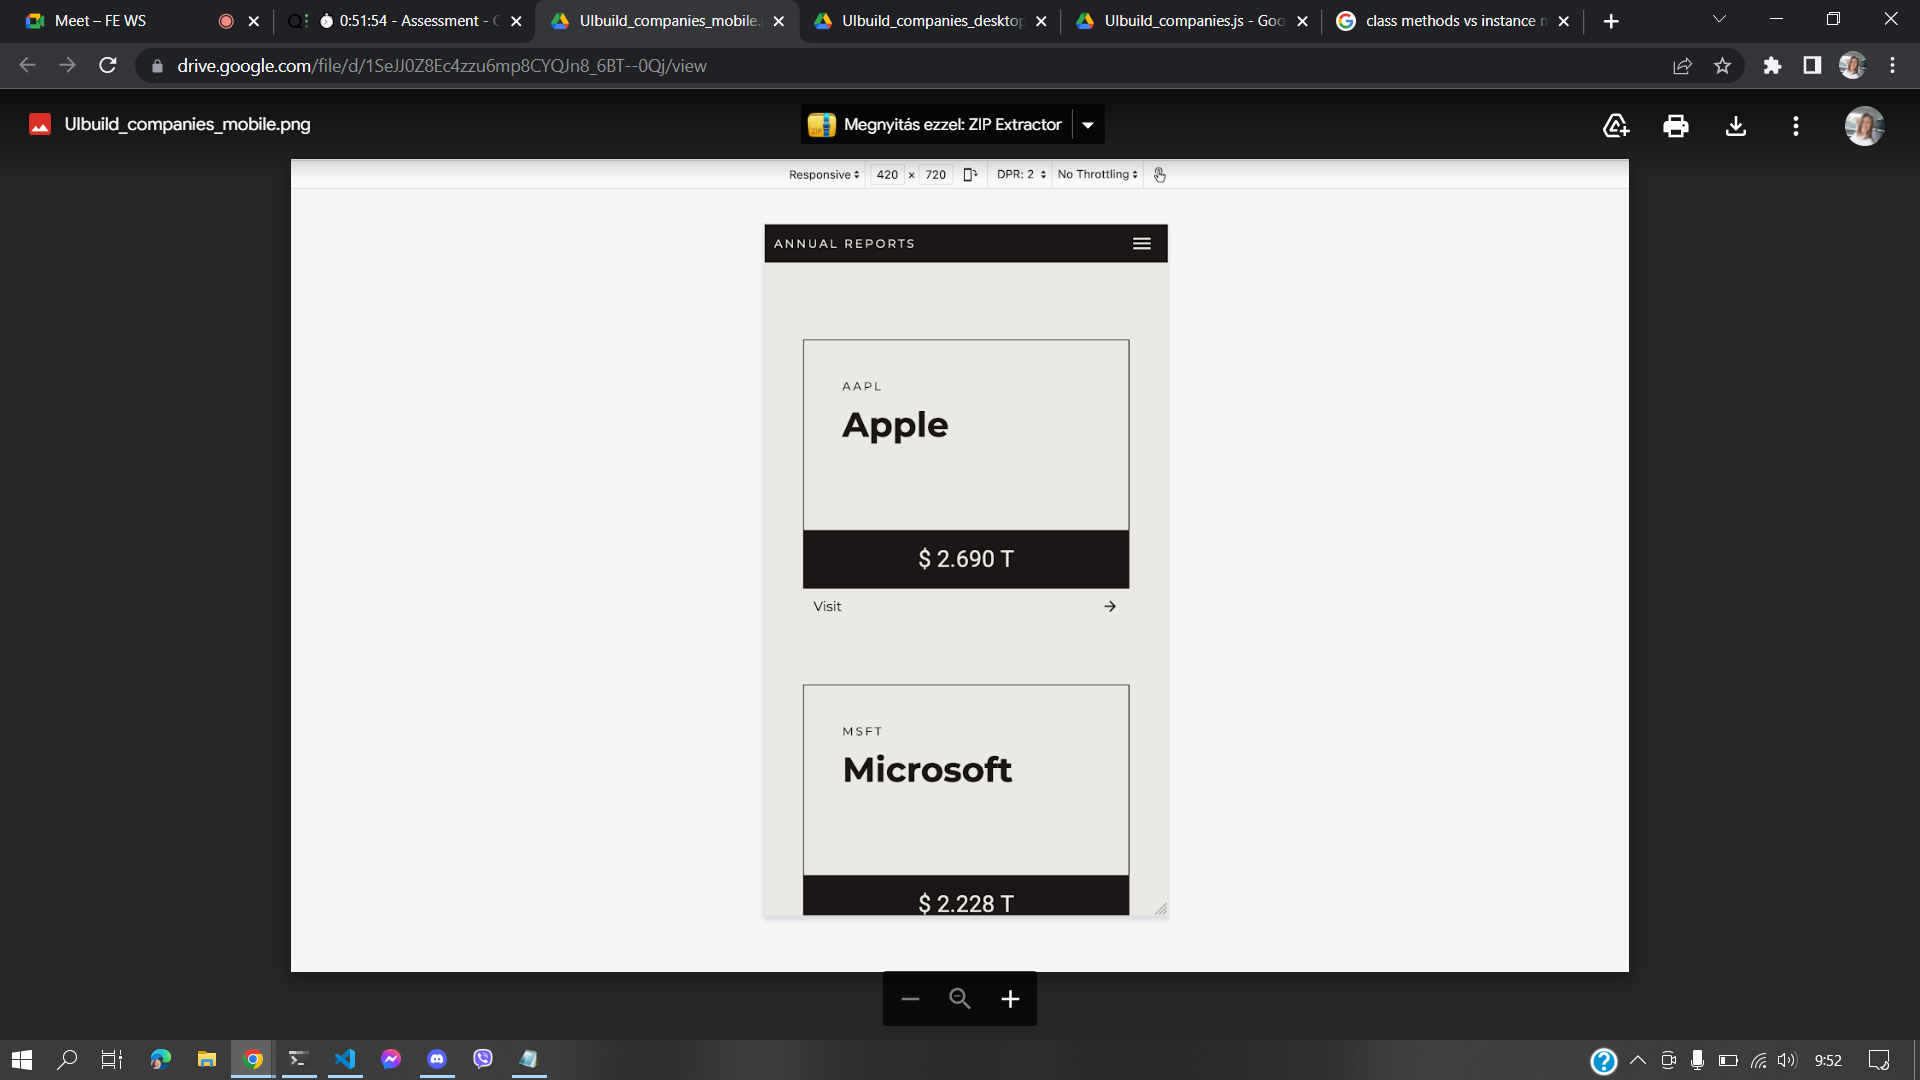 Meet – FE WS
0:51:54 - Assessment -
UIbuild_companies_mobile.
UIbuild_companies_deskto
UIbuild_companies.js - Goo
class methods vs instance
drive.google.com/file/d/1SeJJ0Z8Ec4zzu6mp8CYQJn8_6BT--0Qj/view
UIbuild_companies_mobile.png
ZIP
Megnyitás ezzel: ZIP Extractor
Responsive 420 × 720 DPR: 2 No Throttling
ANNUAL REPORTS
AAPL
Apple
$ 2.690 T
Visit
MSFT
Microsoft
$ 2.228 T
9:52